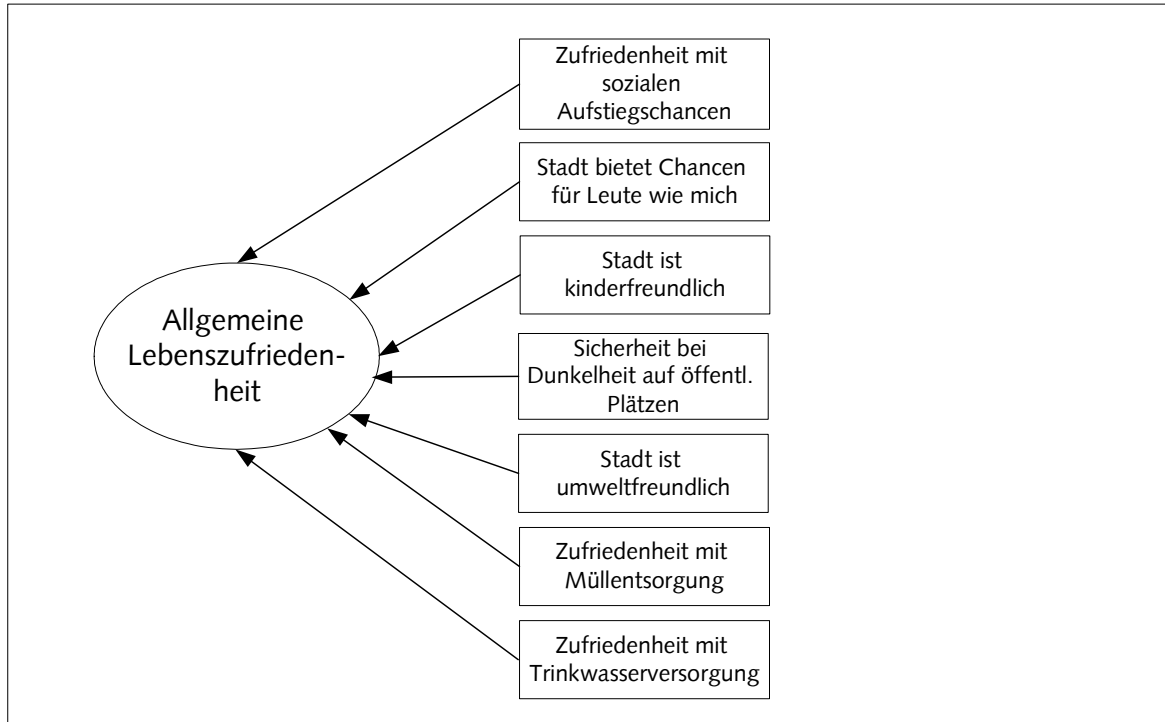 Zufriedenheit mit
sozialen
Aufstiegschancen
Stadt bietet Chancen
für Leute wie mich
Stadt ist
kinderfreundlich
Allgemeine
Lebenszufrieden-
heit
Sicherheit bei
Dunkelheit auf öffentl.
Plätzen
Stadt ist
umweltfreundlich
Zufriedenheit mit
Müllentsorgung
Zufriedenheit mit
Trinkwasserversorgung